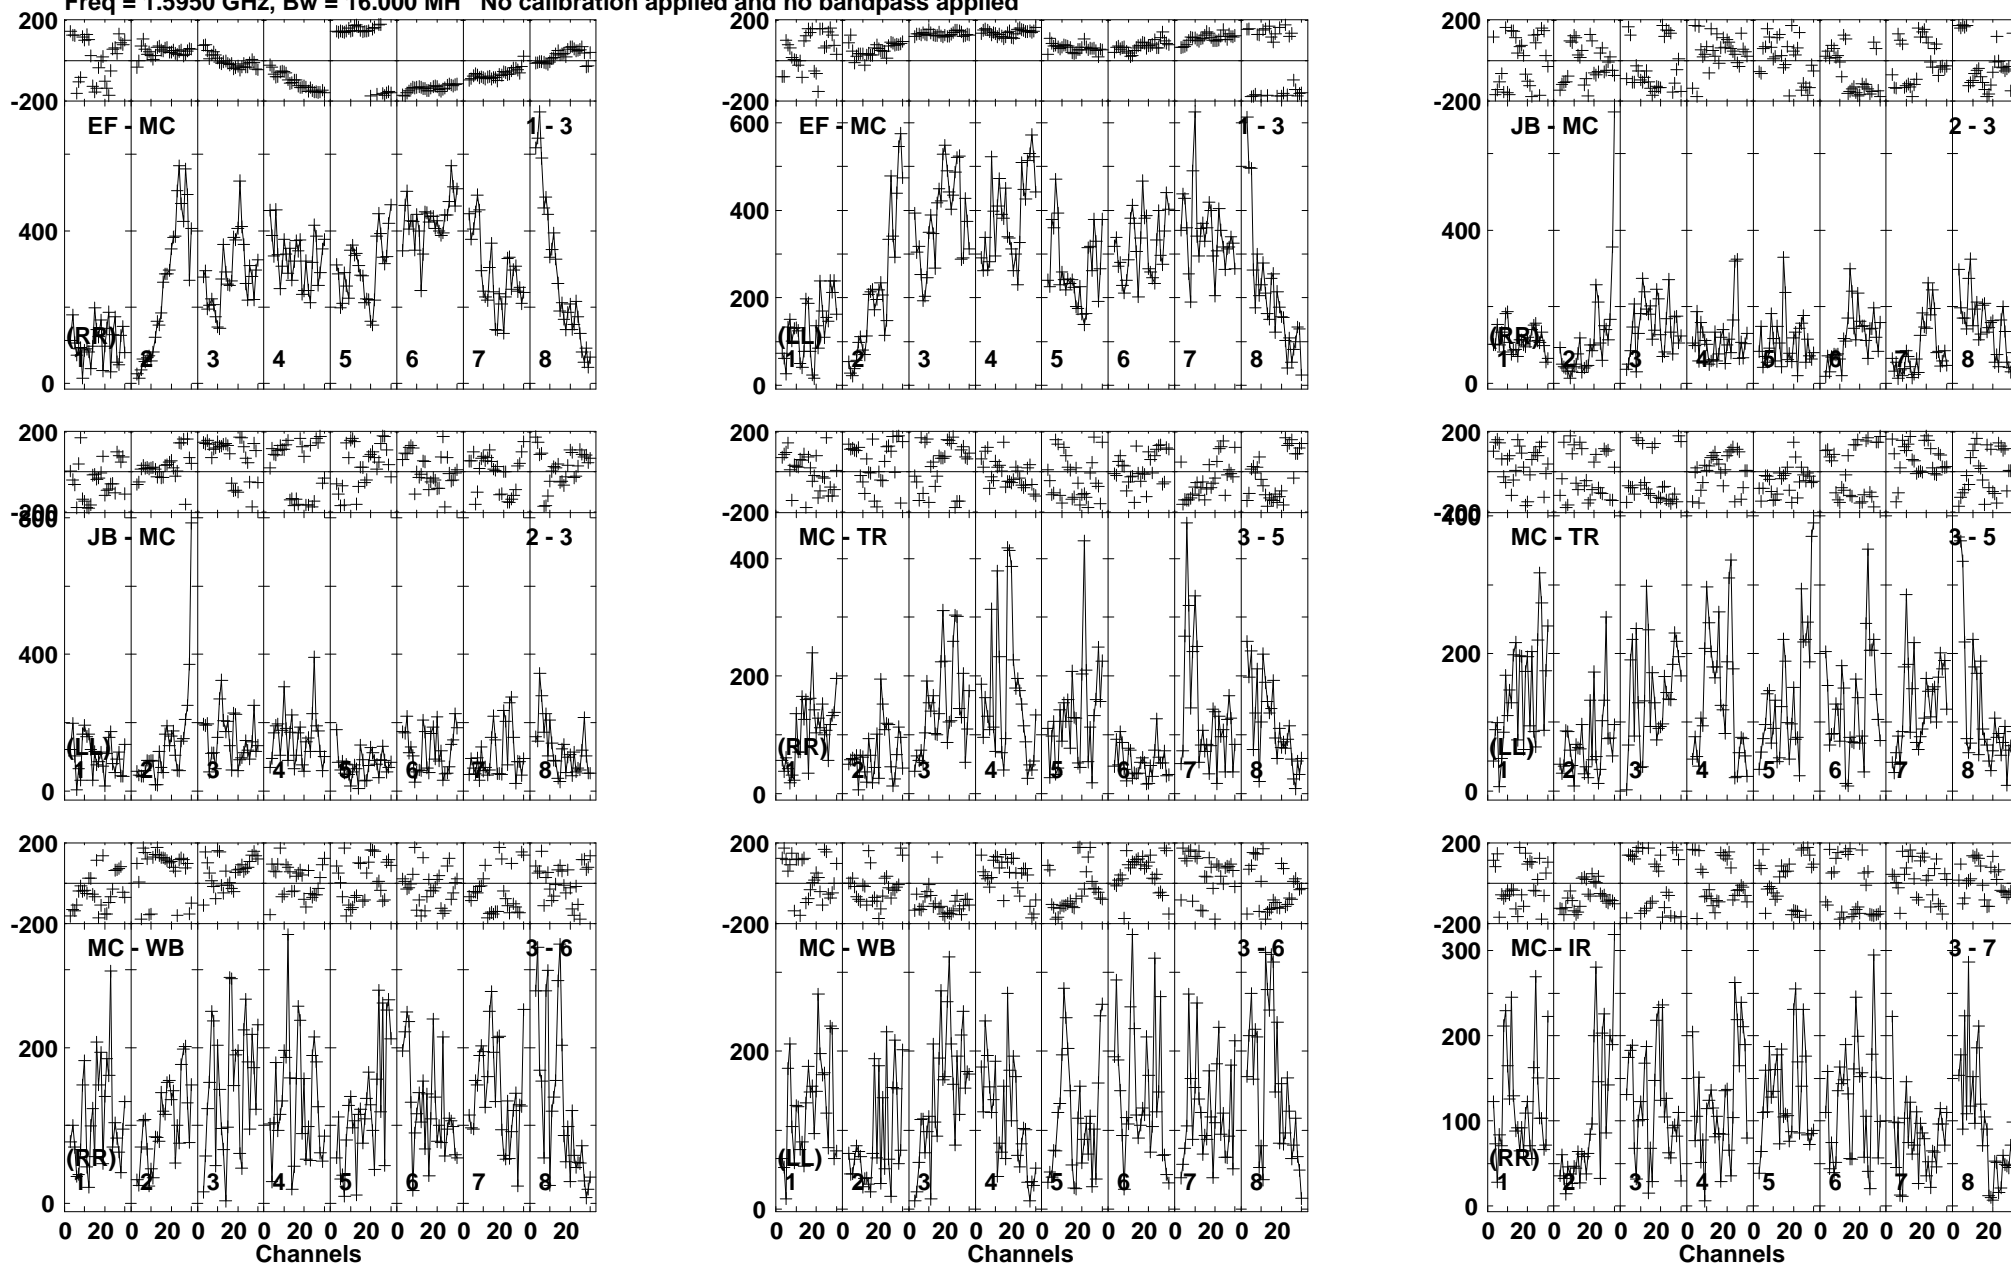 Freq = 1.5950 GHz, Bw = 16.000 MH No calibration applied and no bandpass applied
200 200 200
-200 -200 -200
EF - MC 1 - 3 EF - MC 1 - 3 JB - MC 2 - 3
600
400 400 400
200
(RR) (LL) (RR)
1 2 3 4 5 6 7 8 1 2 3 4 5 6 7 8 1 2 3 4 5 6 7 8
0 0 0
200 200 200
-200 -200 -200
800 400
JB - MC 2 - 3 MC - TR 3 - 5 MC - TR 3 - 5
400 400
200 200
(LL) (RR) (LL)
1 2 3 4 5 6 7 8 1 2 3 4 5 6 7 8 1 2 3 4 5 6 7 8
0 0 0
200 200 200
-200 -200 -200
MC - WB 3 - 6 MC - WB 3 - 6 MC - IR 3 - 7
300
200 200 200
100
(RR) (LL) (RR)
1 2 3 4 5 6 7 8 1 2 3 4 5 6 7 8 1 2 3 4 5 6 7 8
0 0 0
0 20 0 20 0 20 0 20 0 20 0 20 0 20 0 20 0 20 0 20 0 20 0 20 0 20 0 20 0 20 0 20 0 20 0 20 0 20 0 20 0 20 0 20 0 20 0 20
Channels Channels Channels